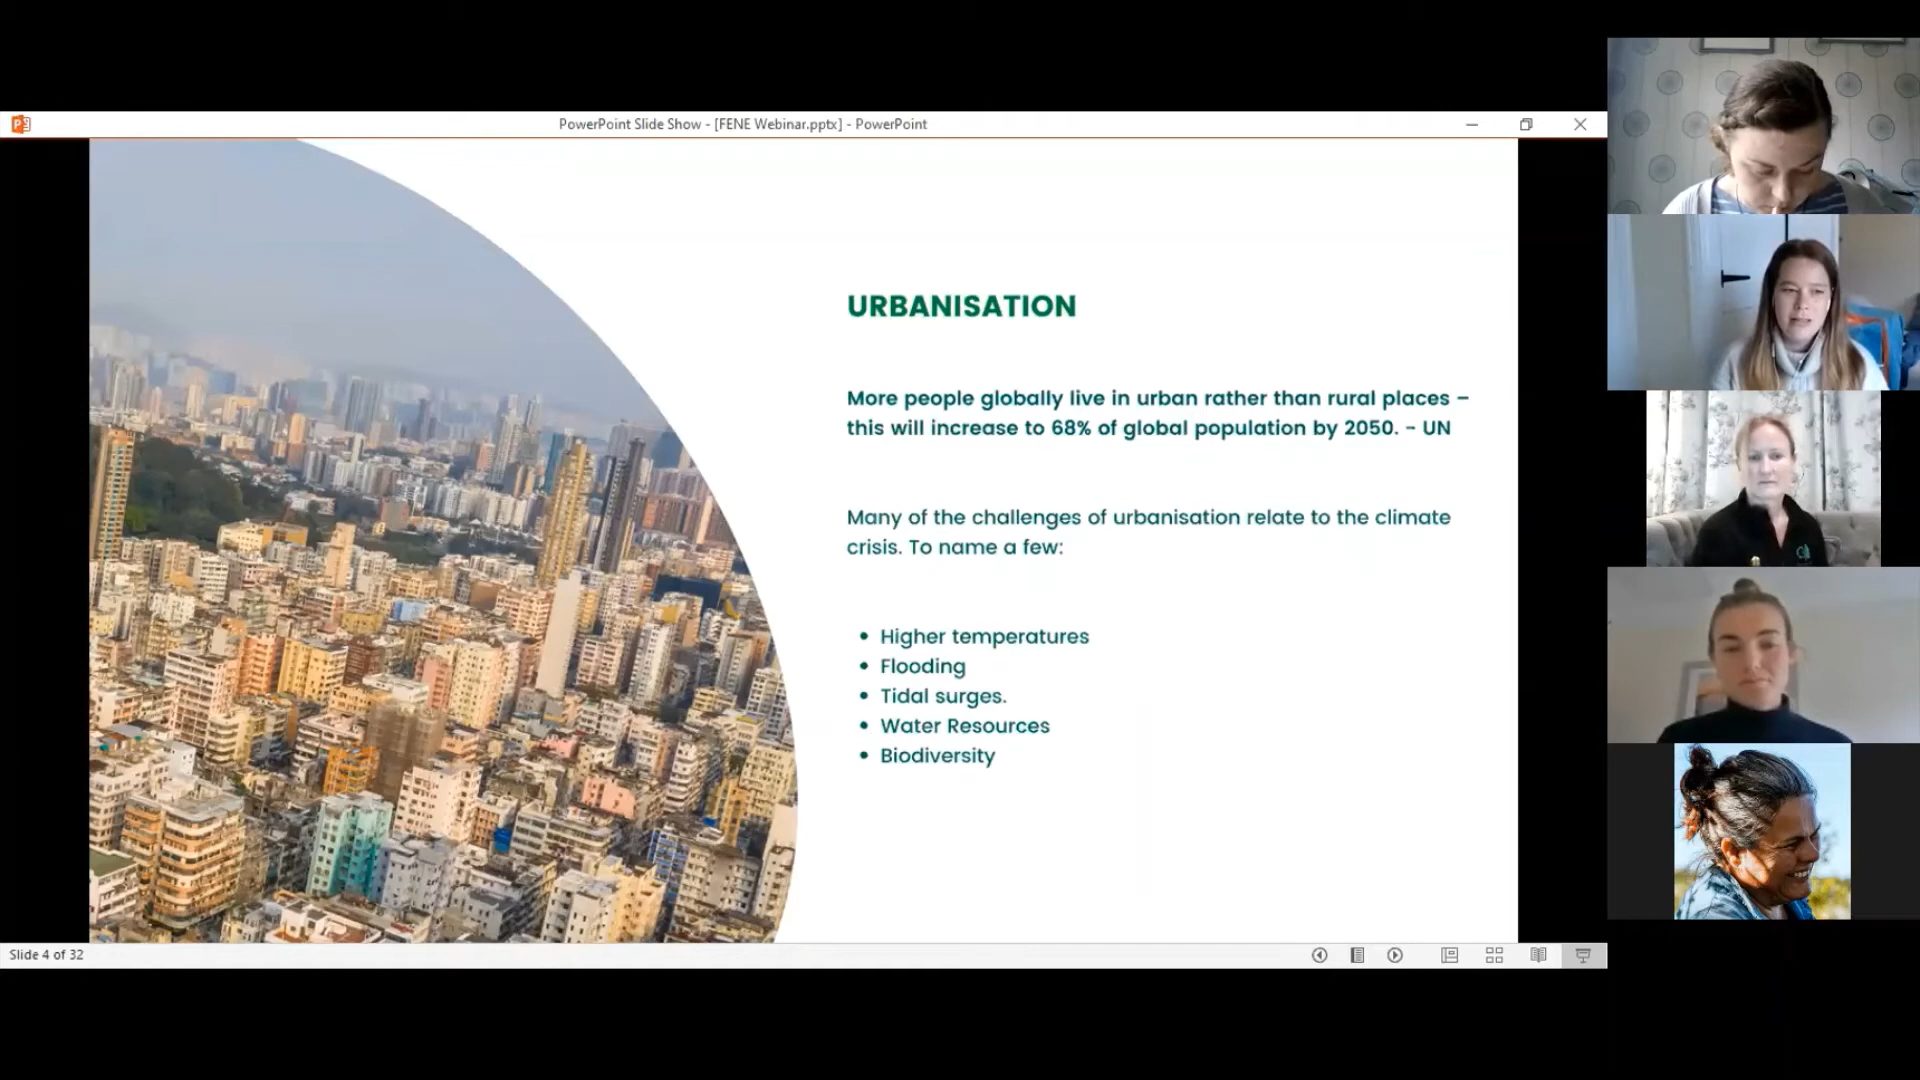 PowerPoint Slide Show - [FENE Webinar.pptx] - PowerPoint
URBANISATION
More people globally live in urban rather than rural places –
this will increase to 68% of global population by 2050. - UN
Many of the challenges of urbanisation relate to the climate
crisis. To name a few:
• Higher temperatures
• Flooding
• Tidal surges.
• Water Resources
• Biodiversity
Slide 4 of 32